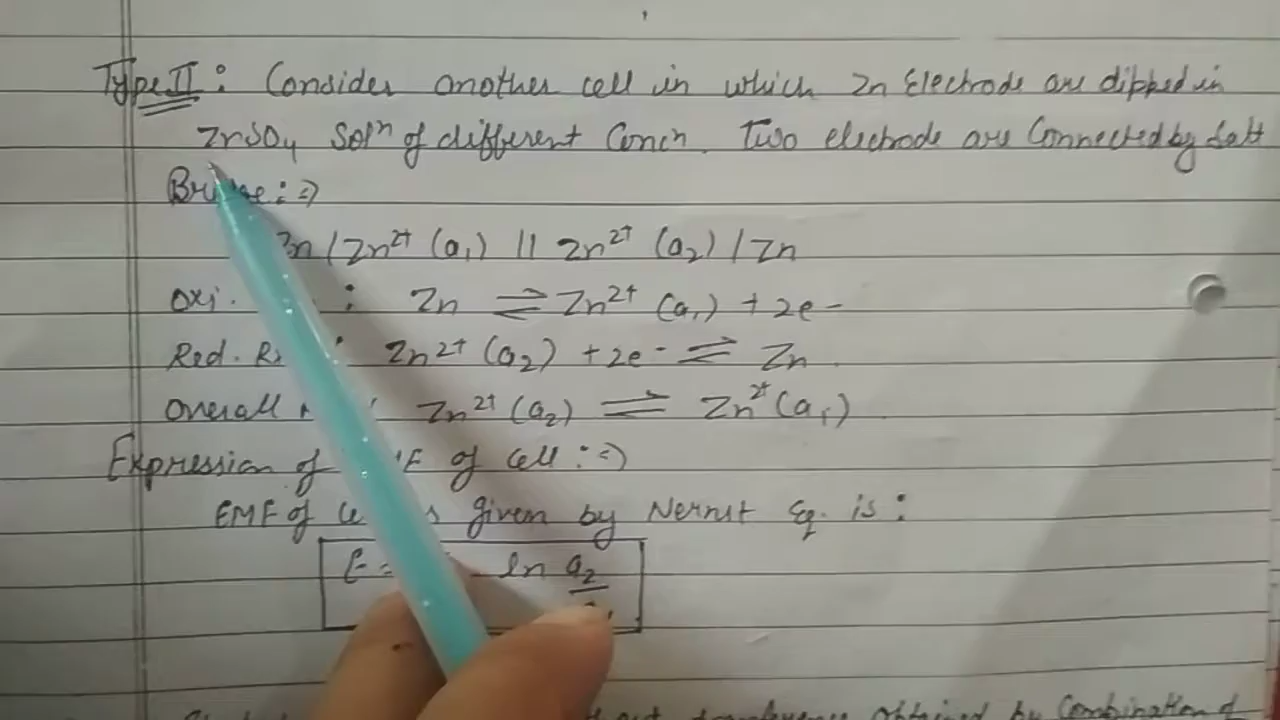 Type II : Consider another cell in which Zn Electrode are dipped in
ZnSO4 Solⁿ of different Concⁿ. Two electrode are Connected by Salt
: =)
Zn / Zn²⁺ (a₁) // Zn²⁺ (a₂) / Zn
Oxi. : Zn ⇌ Zn²⁺ (a₁) + 2e-
Red. : Zn²⁺ (a₂) + 2e- ⇌ Zn
Overall Zn²⁺ (a₂) ⇌ Zn²⁺ (a₁)
Expression of of Cell : =)
EMF of given by Nernst Eq. is :
E = ln a₂
obtained by Combination